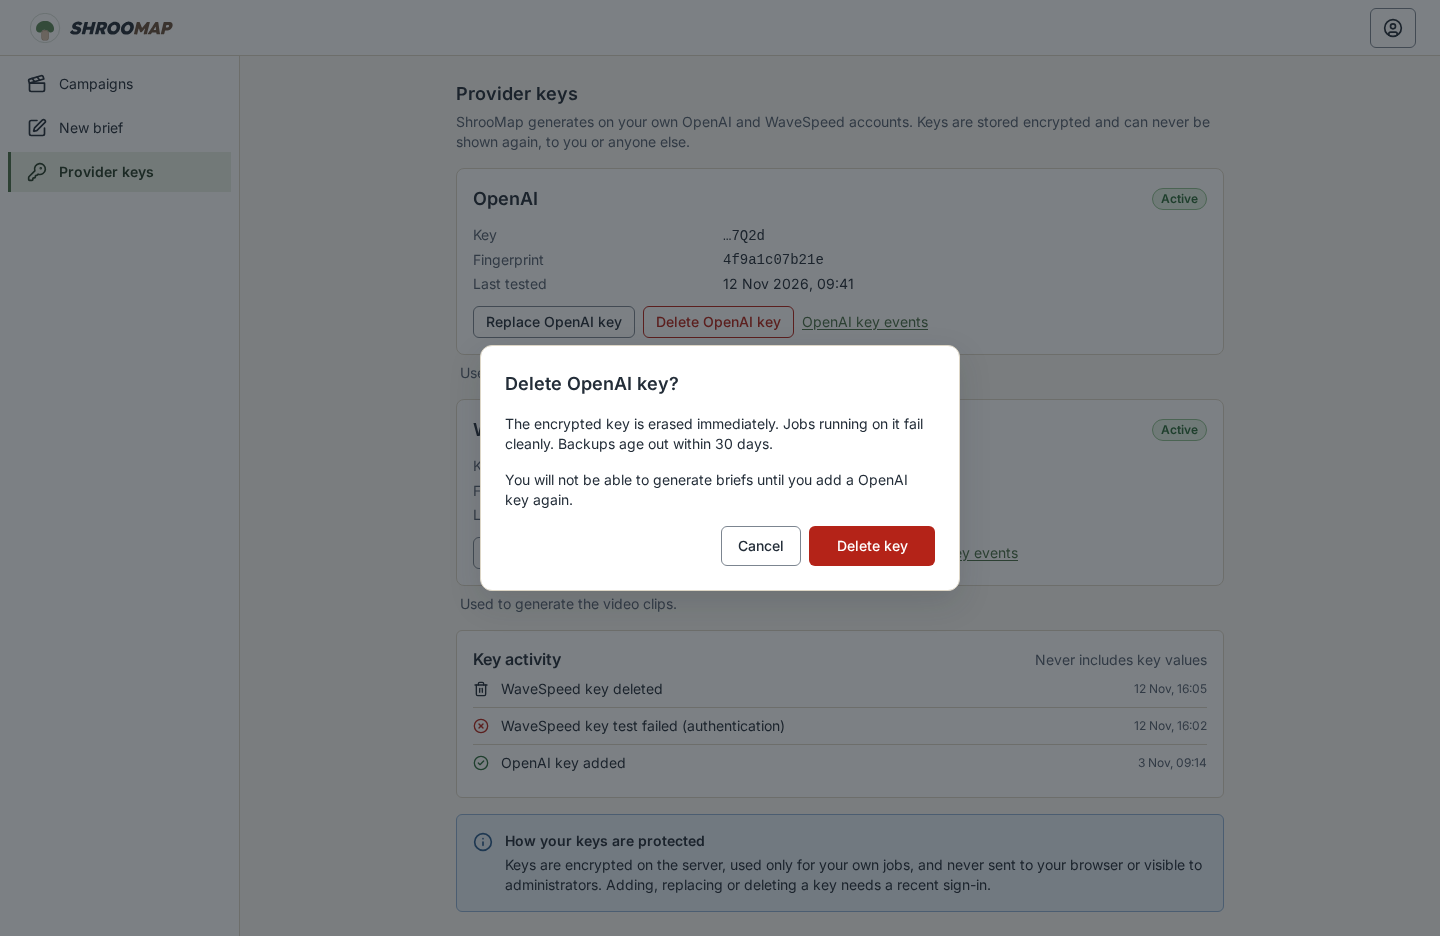 SHROOMAP
Campaigns
New brief
Provider keys
Provider keys
ShrooMap generates on your own OpenAI and WaveSpeed accounts. Keys are stored encrypted and can never be
shown again, to you or anyone else.
OpenAI
Active
Key
…7Q2d
Fingerprint
4f9a1c07b21e
Last tested
12 Nov 2026, 09:41
Replace OpenAI key
Delete OpenAI key
OpenAI key events
Active
Delete OpenAI key?
The encrypted key is erased immediately. Jobs running on it fail
cleanly. Backups age out within 30 days.
You will not be able to generate briefs until you add a OpenAI
key again.
Cancel
Delete key
events
Used to generate the video clips.
Key activity
Never includes key values
WaveSpeed key deleted
12 Nov, 16:05
WaveSpeed key test failed (authentication)
12 Nov, 16:02
OpenAI key added
3 Nov, 09:14
How your keys are protected
Keys are encrypted on the server, used only for your own jobs, and never sent to your browser or visible to
administrators. Adding, replacing or deleting a key needs a recent sign-in.